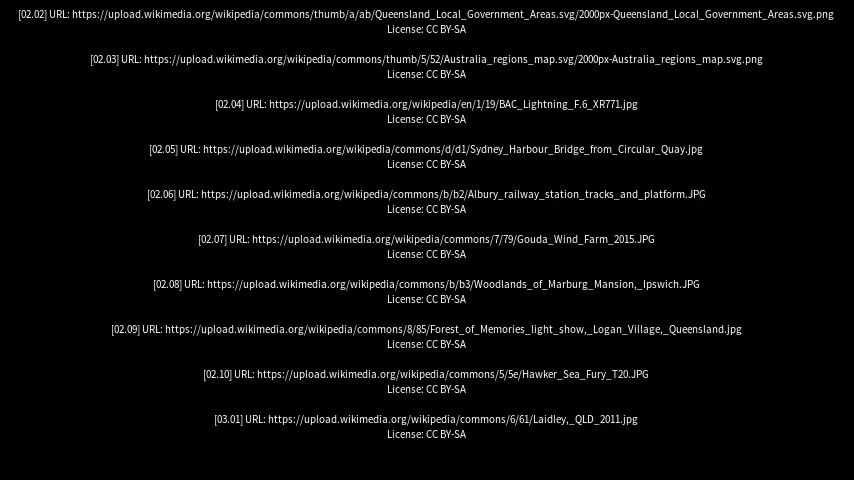 [02.02] URL: https://upload.wikimedia.org/wikipedia/commons/thumb/a/ab/Queensland_Local_Government_Areas.svg/2000px-Queensland_Local_Government_Areas.svg.png
License: CC BY-SA
[02.03] URL: https://upload.wikimedia.org/wikipedia/commons/thumb/5/52/Australia_regions_map.svg/2000px-Australia_regions_map.svg.png
License: CC BY-SA
[02.04] URL: https://upload.wikimedia.org/wikipedia/en/1/19/BAC_Lightning_F.6_XR771.jpg
License: CC BY-SA
[02.05] URL: https://upload.wikimedia.org/wikipedia/commons/d/d1/Sydney_Harbour_Bridge_from_Circular_Quay.jpg
License: CC BY-SA
[02.06] URL: https://upload.wikimedia.org/wikipedia/commons/b/b2/Albury_railway_station_tracks_and_platform.JPG
License: CC BY-SA
[02.07] URL: https://upload.wikimedia.org/wikipedia/commons/7/79/Gouda_Wind_Farm_2015.JPG
License: CC BY-SA
[02.08] URL: https://upload.wikimedia.org/wikipedia/commons/b/b3/Woodlands_of_Marburg_Mansion,_Ipswich.JPG
License: CC BY-SA
[02.09] URL: https://upload.wikimedia.org/wikipedia/commons/8/85/Forest_of_Memories_light_show,_Logan_Village,_Queensland.jpg
License: CC BY-SA
[02.10] URL: https://upload.wikimedia.org/wikipedia/commons/5/5e/Hawker_Sea_Fury_T20.JPG
License: CC BY-SA
[03.01] URL: https://upload.wikimedia.org/wikipedia/commons/6/61/Laidley,_QLD_2011.jpg
License: CC BY-SA